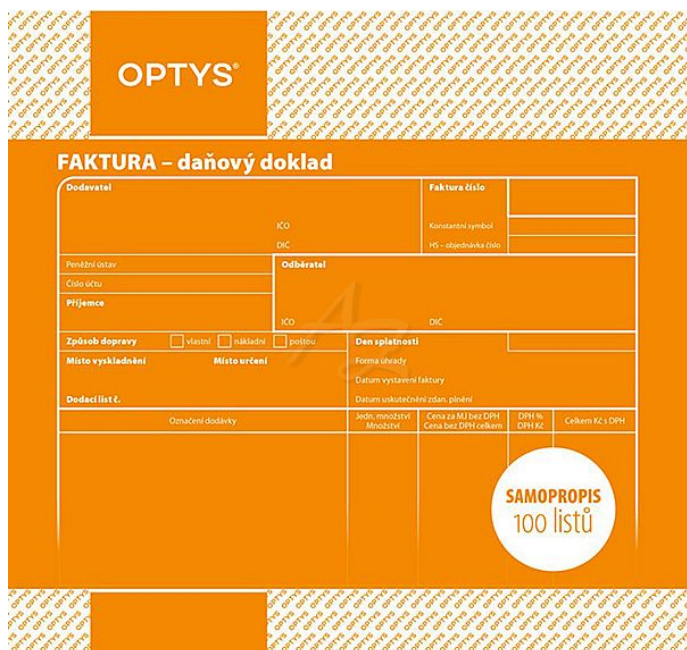 OPTYS®
FAKTURA – daňový doklad
Dodavatel
Faktura číslo
IČO
Konstantní symbol
DIČ
HS – objednávka číslo
Peněžní ústav
Odběratel
Číslo účtu
Příjemce
IČO DIČ
Způsob dopravy vlastní nákladní poštou
Den splatnosti
Místo vyskladnění Místo určení
Forma úhrady
Datum vystavení faktury
Dodací list č.
Datum uskutečnění zdan. plnění
Označení dodávky
Jedn. množství
Množství
Cena za MJ bez DPH
Cena bez DPH celkem
DPH %
DPH Kč
Celkem Kč s DPH
SAMOPROPIS
100 listů